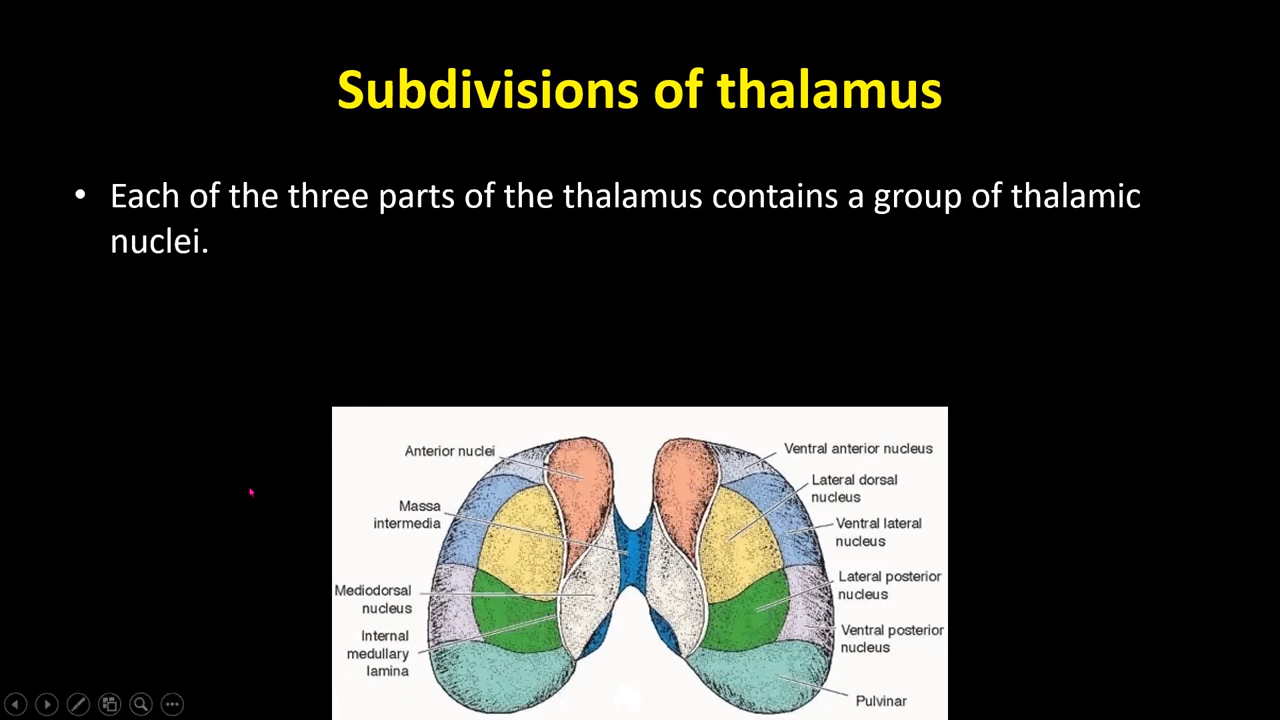 Subdivisions of thalamus
• Each of the three parts of the thalamus contains a group of thalamic
nuclei.
Anterior nuclei
Massa
intermedia
Mediodorsal
nucleus
Internal
medullary
lamina
Ventral anterior nucleus
Lateral dorsal
nucleus
Ventral lateral
nucleus
Lateral posterior
nucleus
Ventral posterior
nucleus
Pulvinar